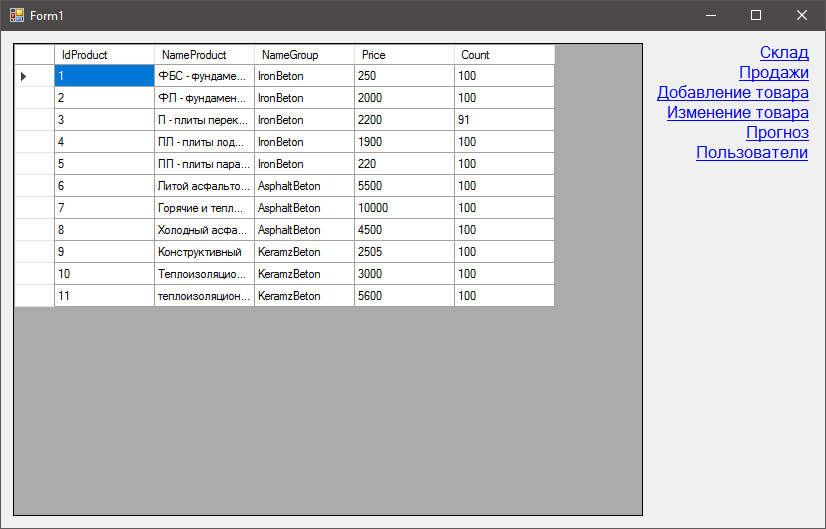 Form1
IdProduct NameProduct NameGroup Price Count
1 ФБС - фундаме... IronBeton 250 100
2 ФЛ - фундамен... IronBeton 2000 100
3 П - плиты перек... IronBeton 2200 91
4 ПЛ - плиты лод... IronBeton 1900 100
5 ПП - плиты пара... IronBeton 220 100
6 Литой асфальто... AsphaltBeton 5500 100
7 Горячие и тепл... AsphaltBeton 10000 100
8 Холодный асфа... AsphaltBeton 4500 100
9 Конструктивный KeramzBeton 2505 100
10 Теплоизоляцио... KeramzBeton 3000 100
11 теплоизоляцион... KeramzBeton 5600 100
Склад
Продажи
Добавление товара
Изменение товара
Прогноз
Пользователи